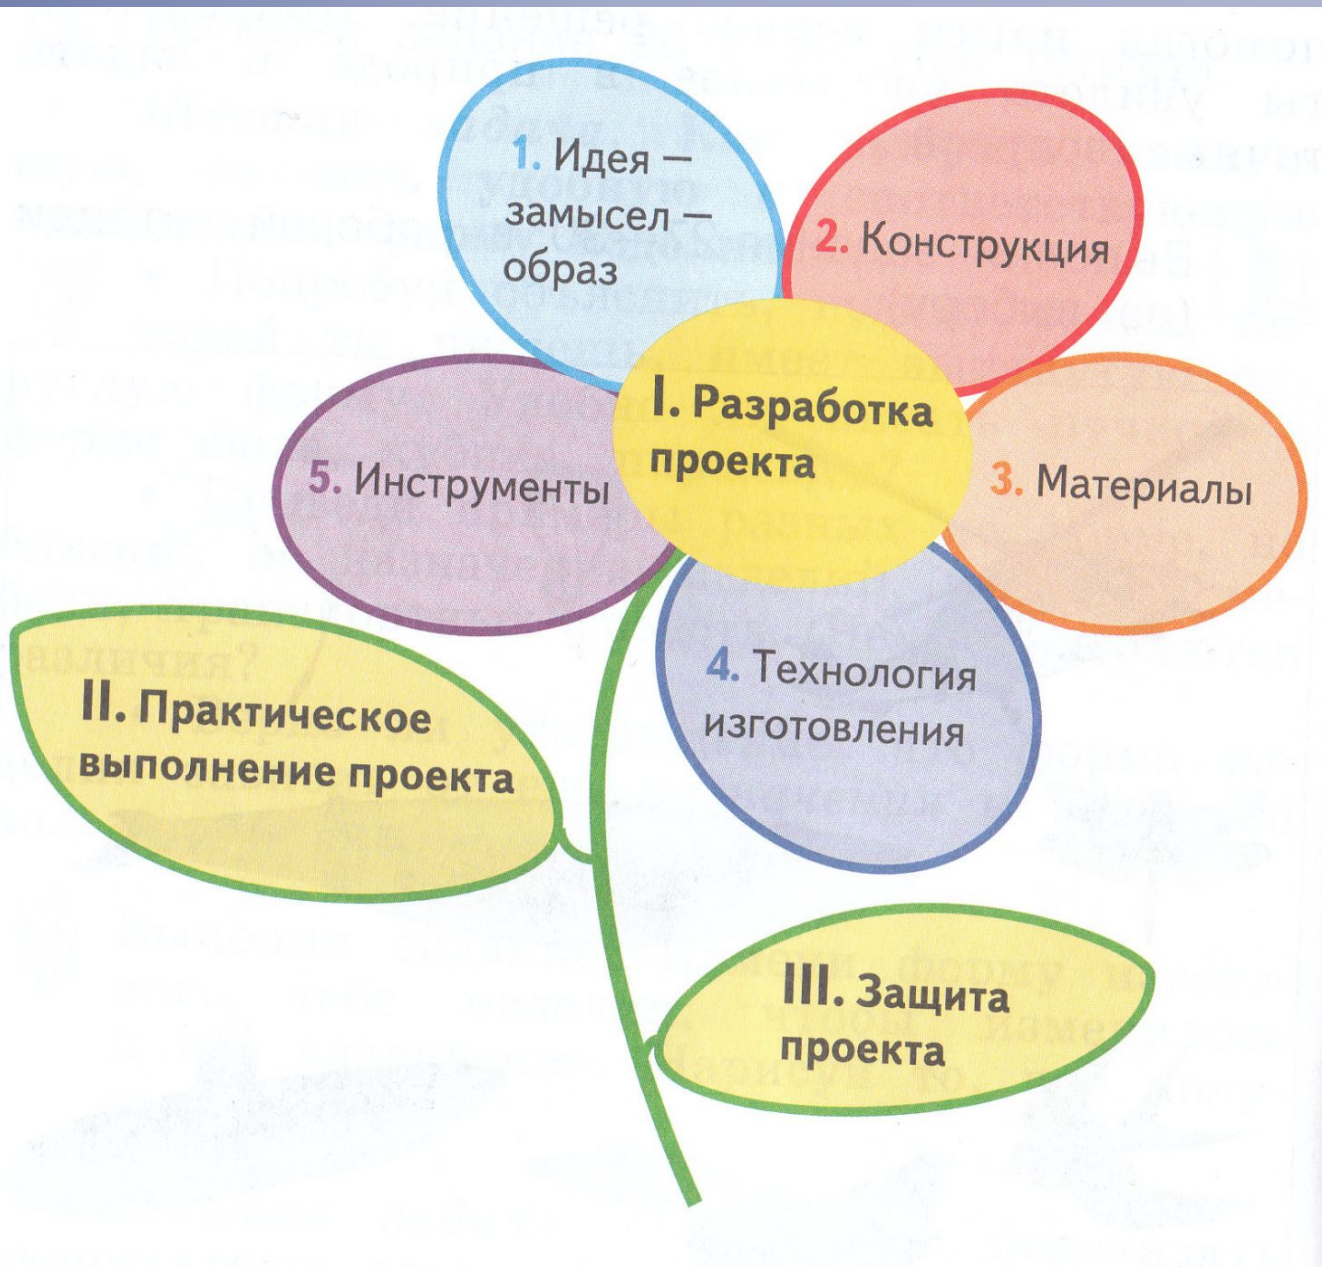 1. Идея –
замысел –
образ
2. Конструкция
I. Разработка
проекта
5. Инструменты
3. Материалы
4. Технология
изготовления
II. Практическое
выполнение проекта
III. Защита
проекта